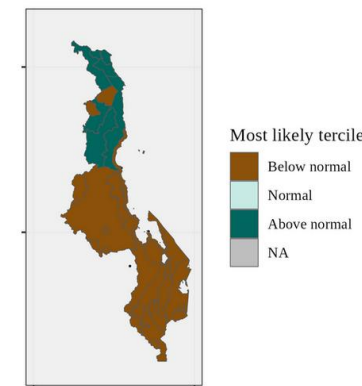 Most likely tercile
Below normal
Normal
Above normal
NA